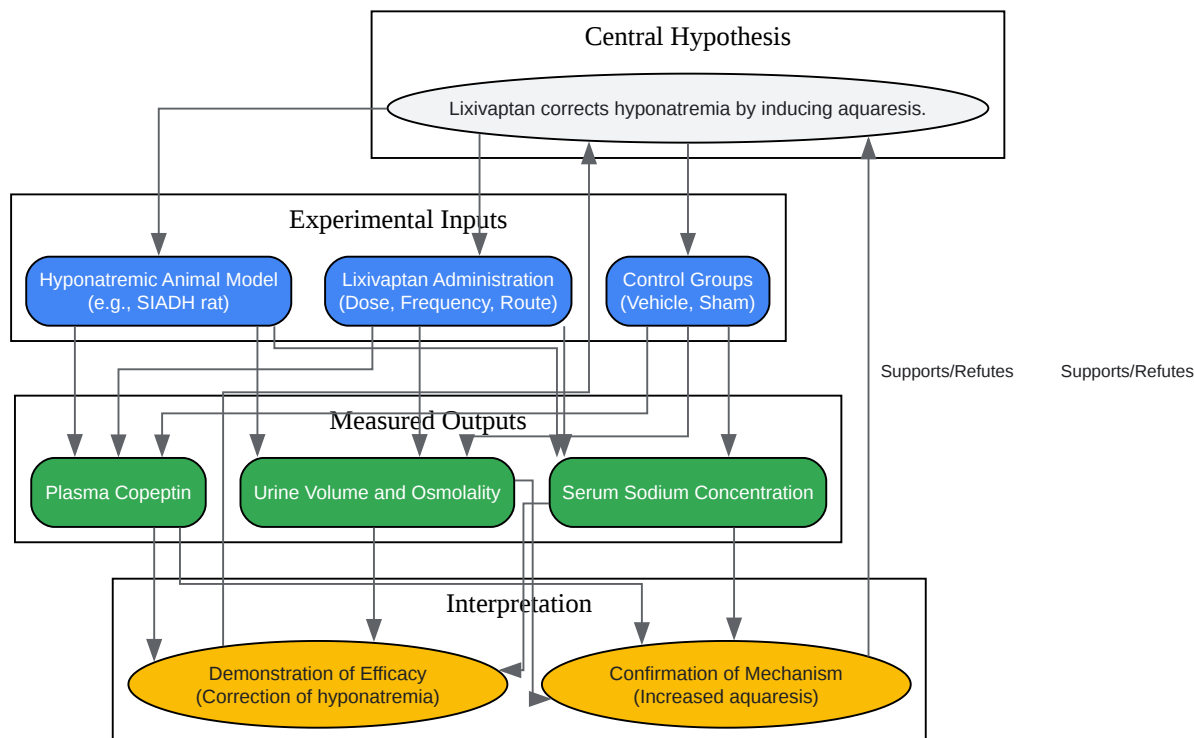 Central Hypothesis
Lixivaptan corrects hyponatremia by inducing aquaresis.
Experimental Inputs
Hyponatremic Animal Model
(e.g., SIADH rat)
Lixivaptan Administration
(Dose, Frequency, Route)
Control Groups
(Vehicle, Sham)
Supports/Refutes
Supports/Refutes
Measured Outputs
Plasma Copeptin
Urine Volume and Osmolality
Serum Sodium Concentration
Interpretation
Demonstration of Efficacy
(Correction of hyponatremia)
Confirmation of Mechanism
(Increased aquaresis)